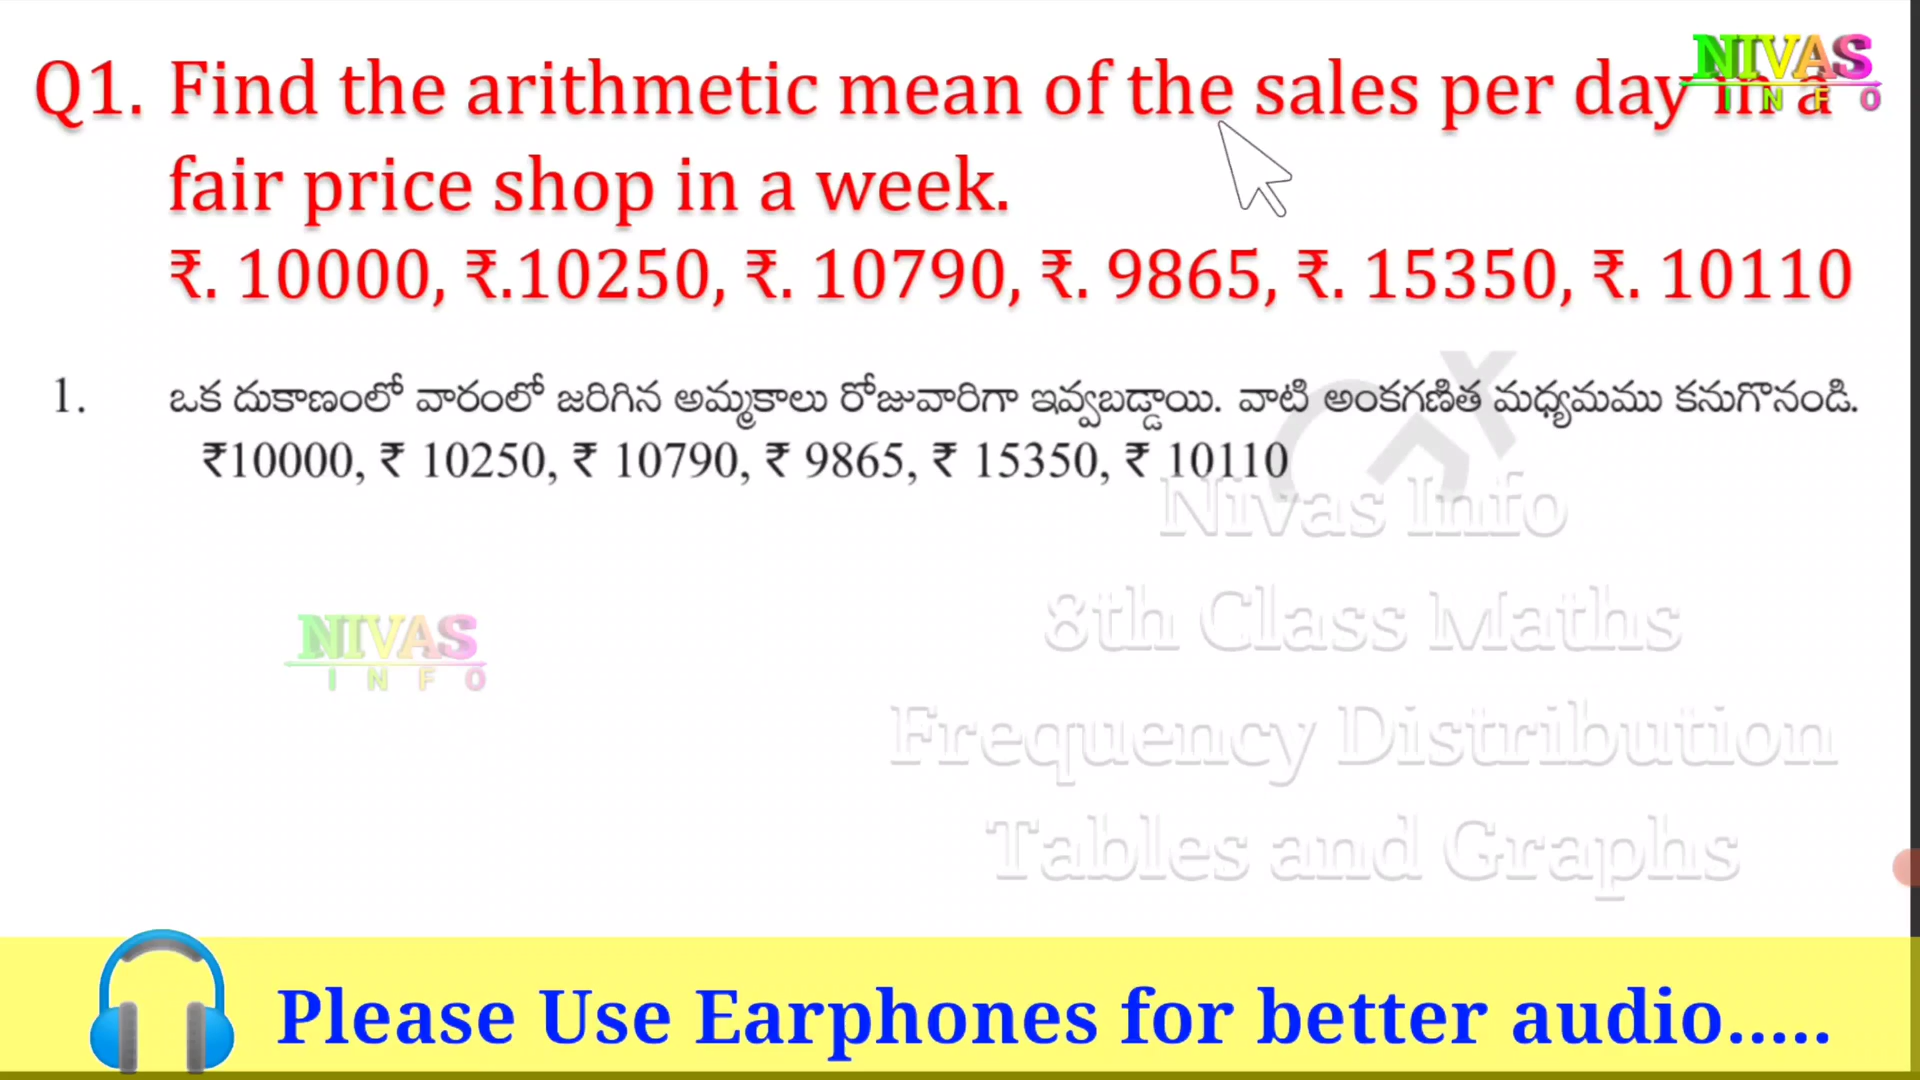 Q1. Find the arithmetic mean of the sales per day in a
fair price shop in a week.
₹. 10000, ₹.10250, ₹. 10790, ₹. 9865, ₹. 15350, ₹. 10110
NIVAS
INFO
1. ఒక దుకాణంలో వారంలో జరిగిన అమ్మకాలు రోజువారిగా ఇవ్వబడ్డాయి. వాటి అంకగణిత మధ్యమము కనుగొనండి.
₹10000, ₹ 10250, ₹ 10790, ₹ 9865, ₹ 15350, ₹ 10110
Nivas Info
8th Class Maths
Frequency Distribution
Tables and Graphs
NIVAS
INFO
Please Use Earphones for better audio.....